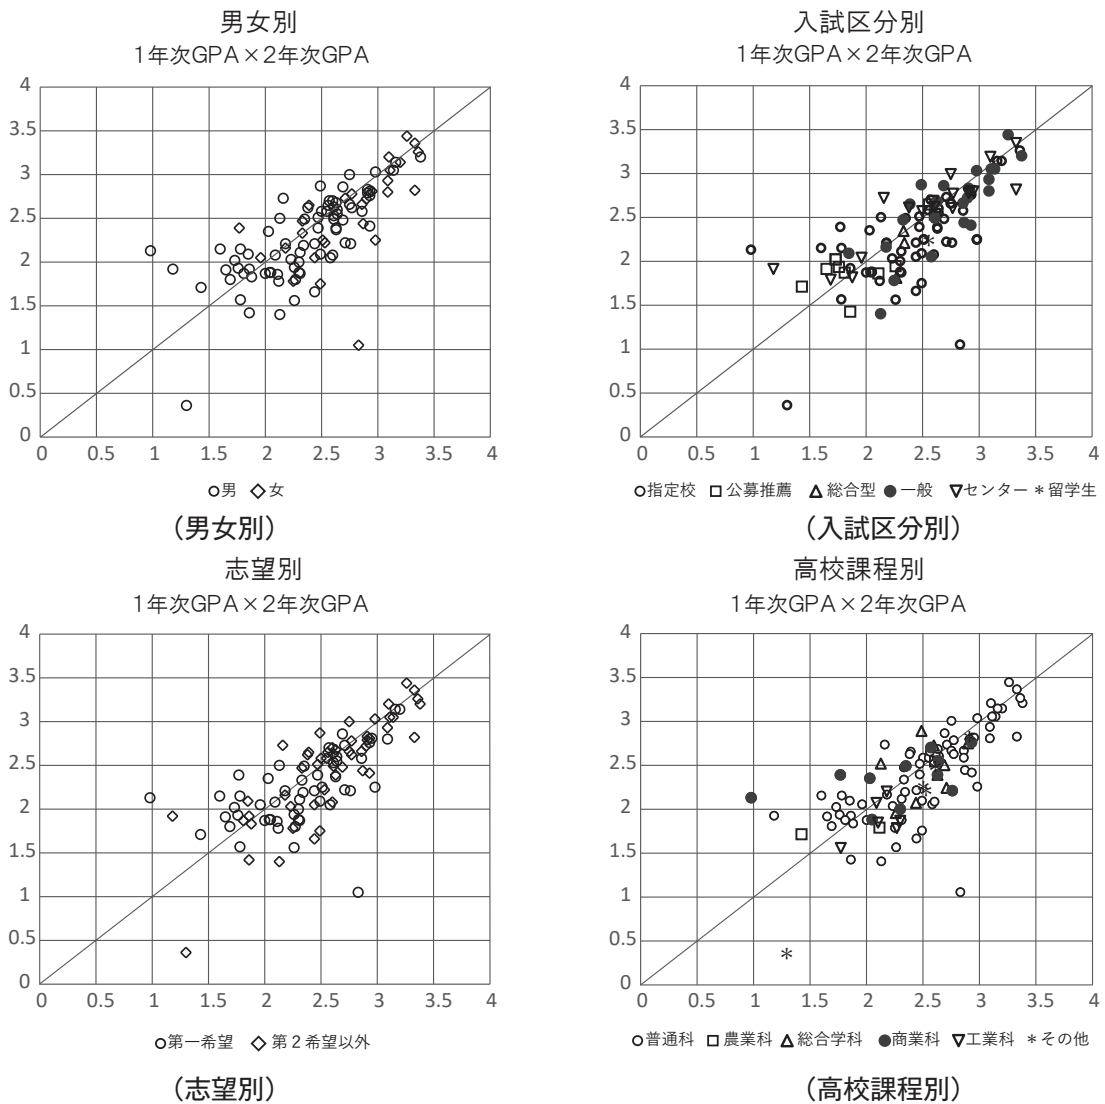 男女別
1年次GPA×2年次GPA
4
3.5
3
2.5
2
1.5
1
0.5
0
0 0.5 1 1.5 2 2.5 3 3.5 4
男 女
(男女別)
入試区分別
1年次GPA×2年次GPA
4
3.5
3
2.5
2
1.5
1
0.5
0
0 0.5 1 1.5 2 2.5 3 3.5 4
指定校 公募推薦 総合型 一般 センター *留学生
(入試区分別)
志望別
1年次GPA×2年次GPA
4
3.5
3
2.5
2
1.5
1
0.5
0
0 0.5 1 1.5 2 2.5 3 3.5 4
第一希望 第2希望以外
(志望別)
高校課程別
1年次GPA×2年次GPA
4
3.5
3
2.5
2
1.5
1
0.5
0
0 0.5 1 1.5 2 2.5 3 3.5 4
普通科 農業科 総合学科 商業科 工業科 *その他
(高校課程別)